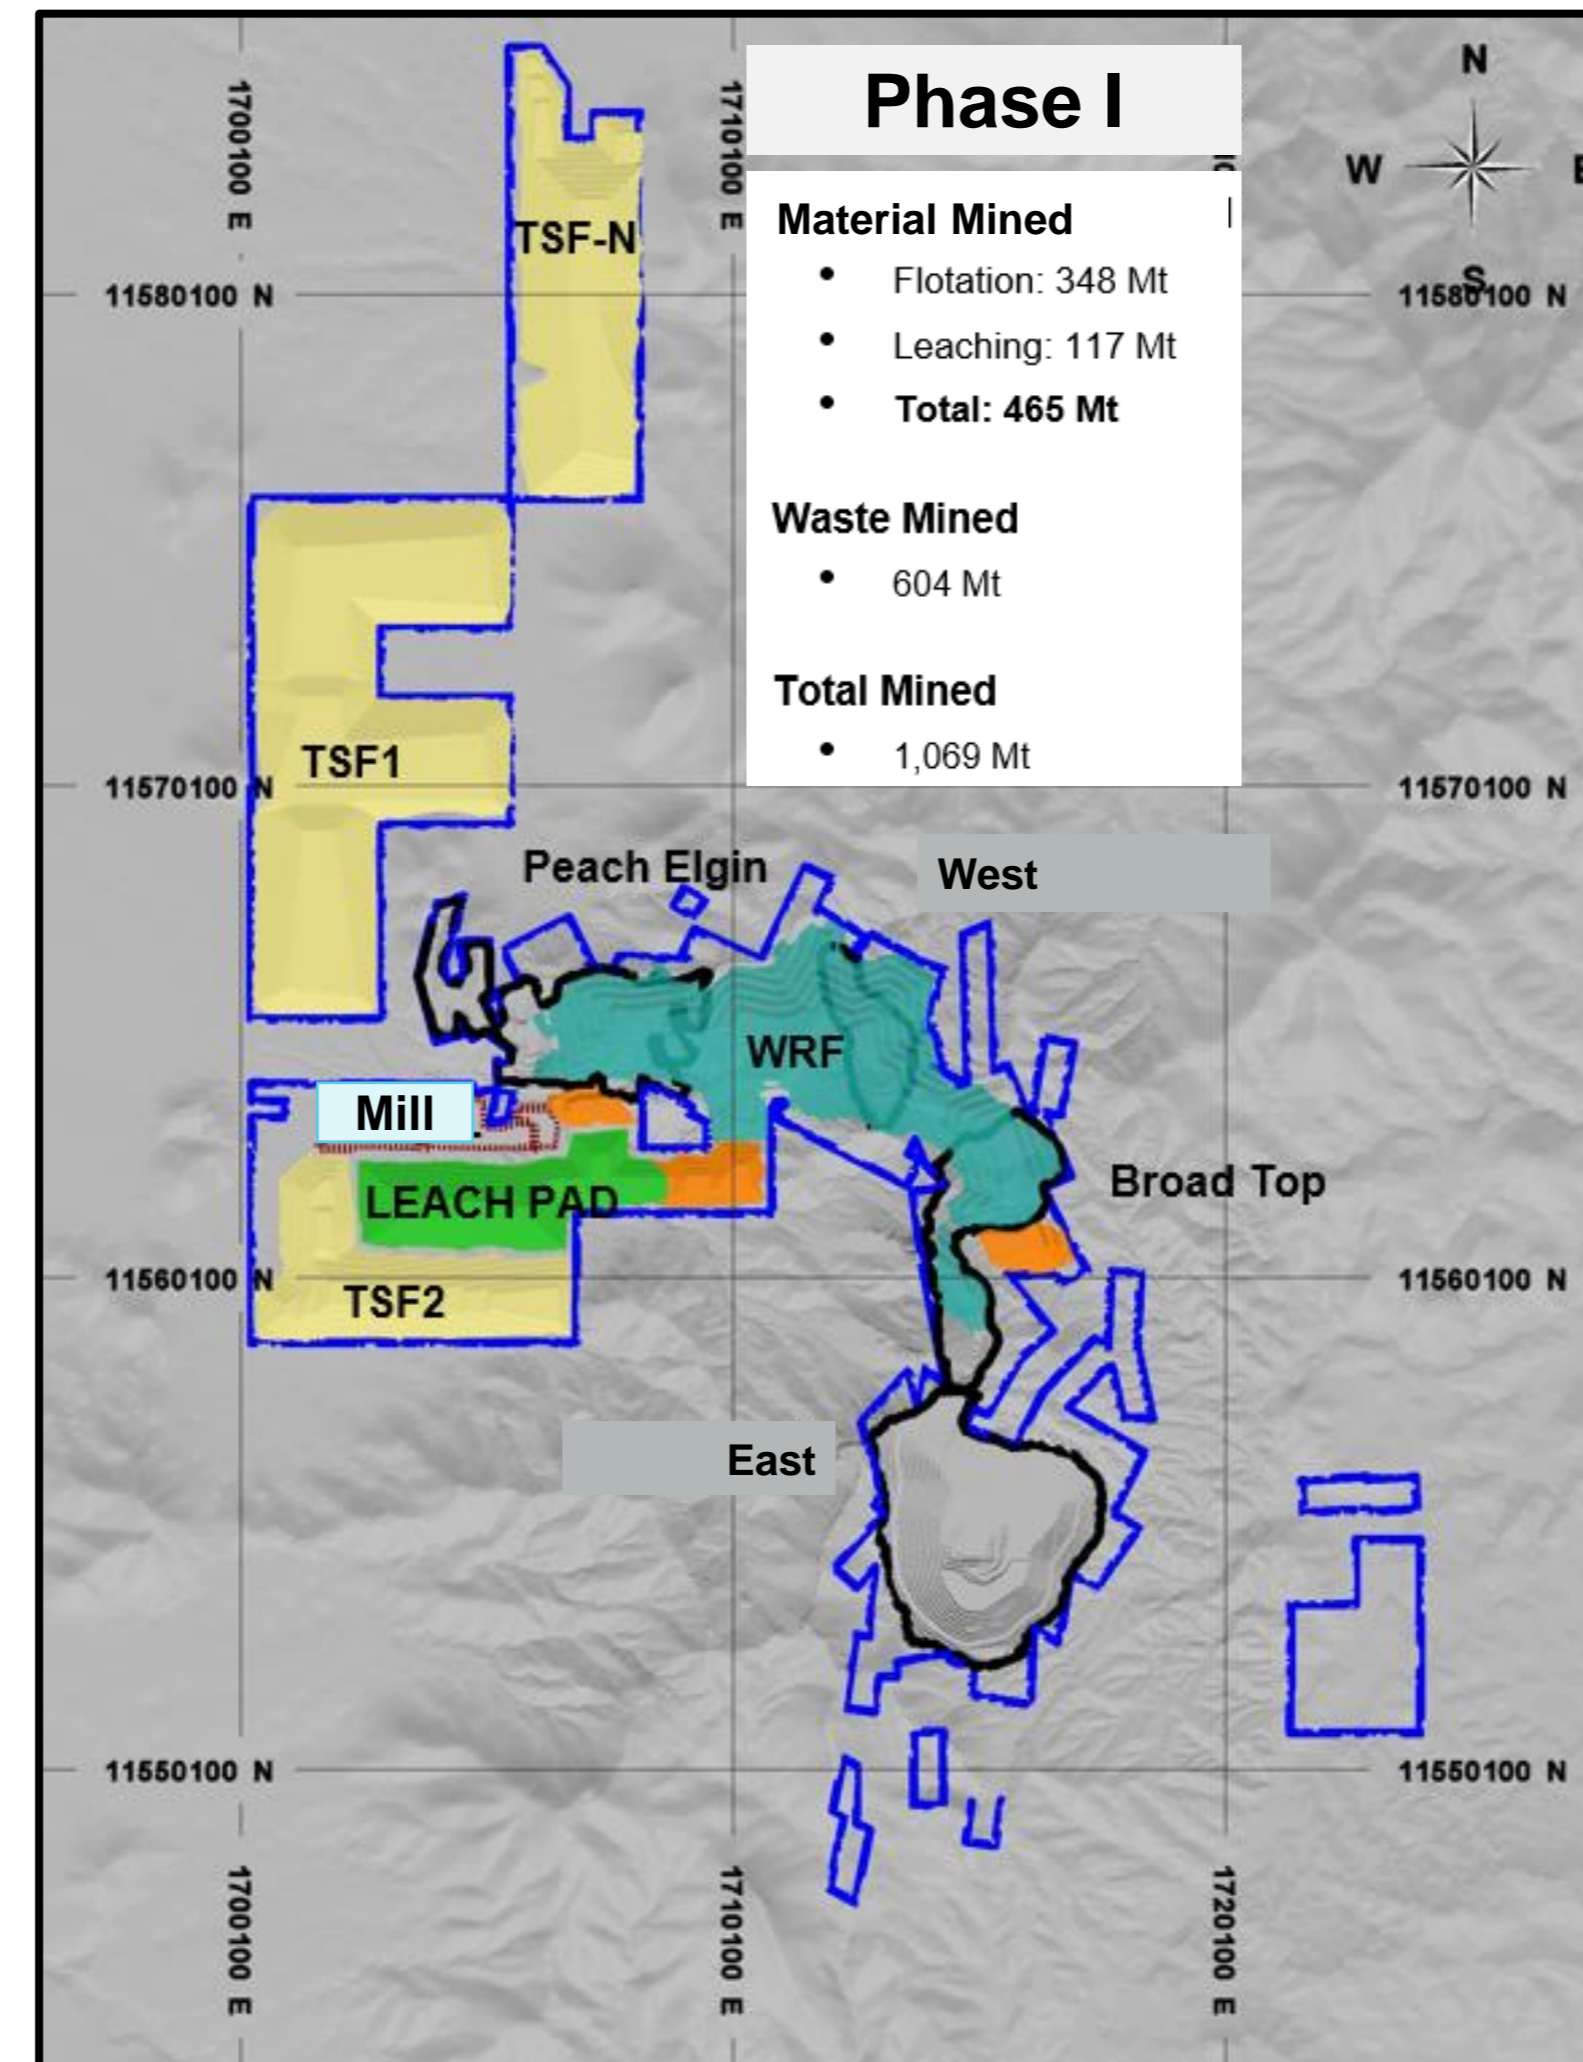 N
Phase I
1700100 E
1710100 E
W
E
Material Mined
• Flotation: 348 Mt
TSF-N
S
11580100 N
11580100 N
• Leaching: 117 Mt
• Total: 465 Mt
Waste Mined
• 604 Mt
Total Mined
• 1,069 Mt
TSF1
11570100 N
11570100 N
Peach Elgin
West
WRF
Mill
Broad Top
LEACH PAD
11560100 N
11560100 N
TSF2
East
11550100 N
11550100 N
1700100 E
1710100 E
1720100 E